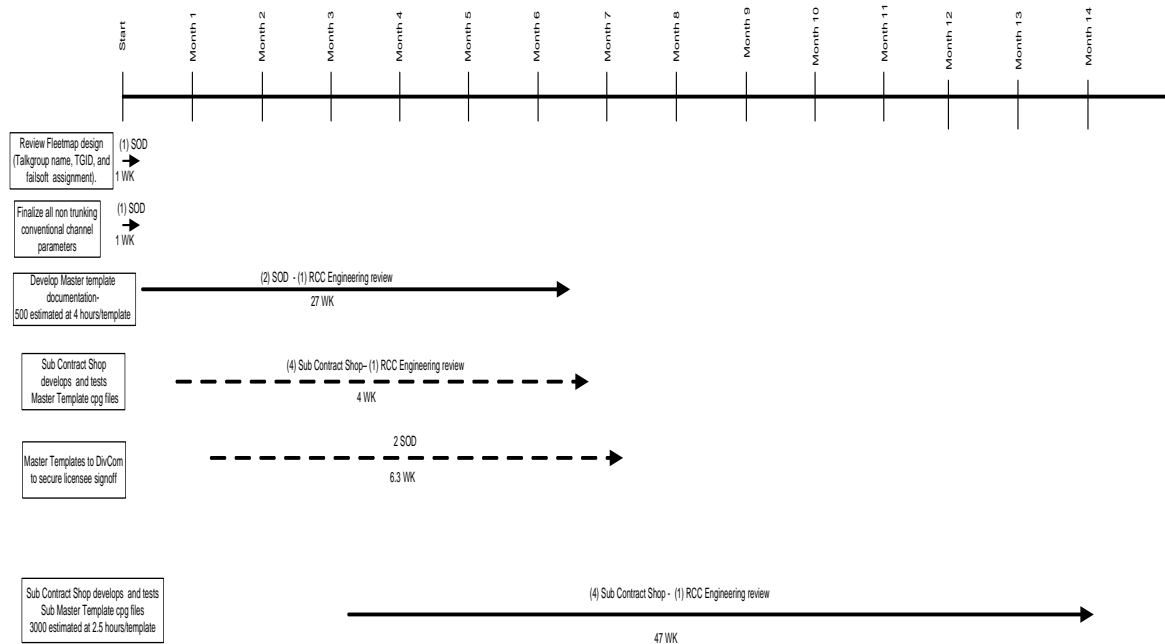 Start
Month 1
Month 2
Month 3
Month 4
Month 5
Month 6
Month 7
Month 8
Month 9
Month 10
Month 11
Month 12
Month 13
Month 14
Review Fleetmap design
(Talkgroup name, TGID, and
failsoft assignment).
(1) SOD
1 WK
Finalize all non trunking
conventional channel
parameters
(1) SOD
1 WK
Develop Master template
documentation-
500 estimated at 4 hours/template
(2) SOD - (1) RCC Engineering review
27 WK
Sub Contract Shop
develops and tests
Master Template cpg files
(4) Sub Contract Shop– (1) RCC Engineering review
4 WK
Master Templates to DivCom
to secure licensee signoff
2 SOD
6.3 WK
Sub Contract Shop develops and tests
Sub Master Template cpg files
3000 estimated at 2.5 hours/template
(4) Sub Contract Shop - (1) RCC Engineering review
47 WK